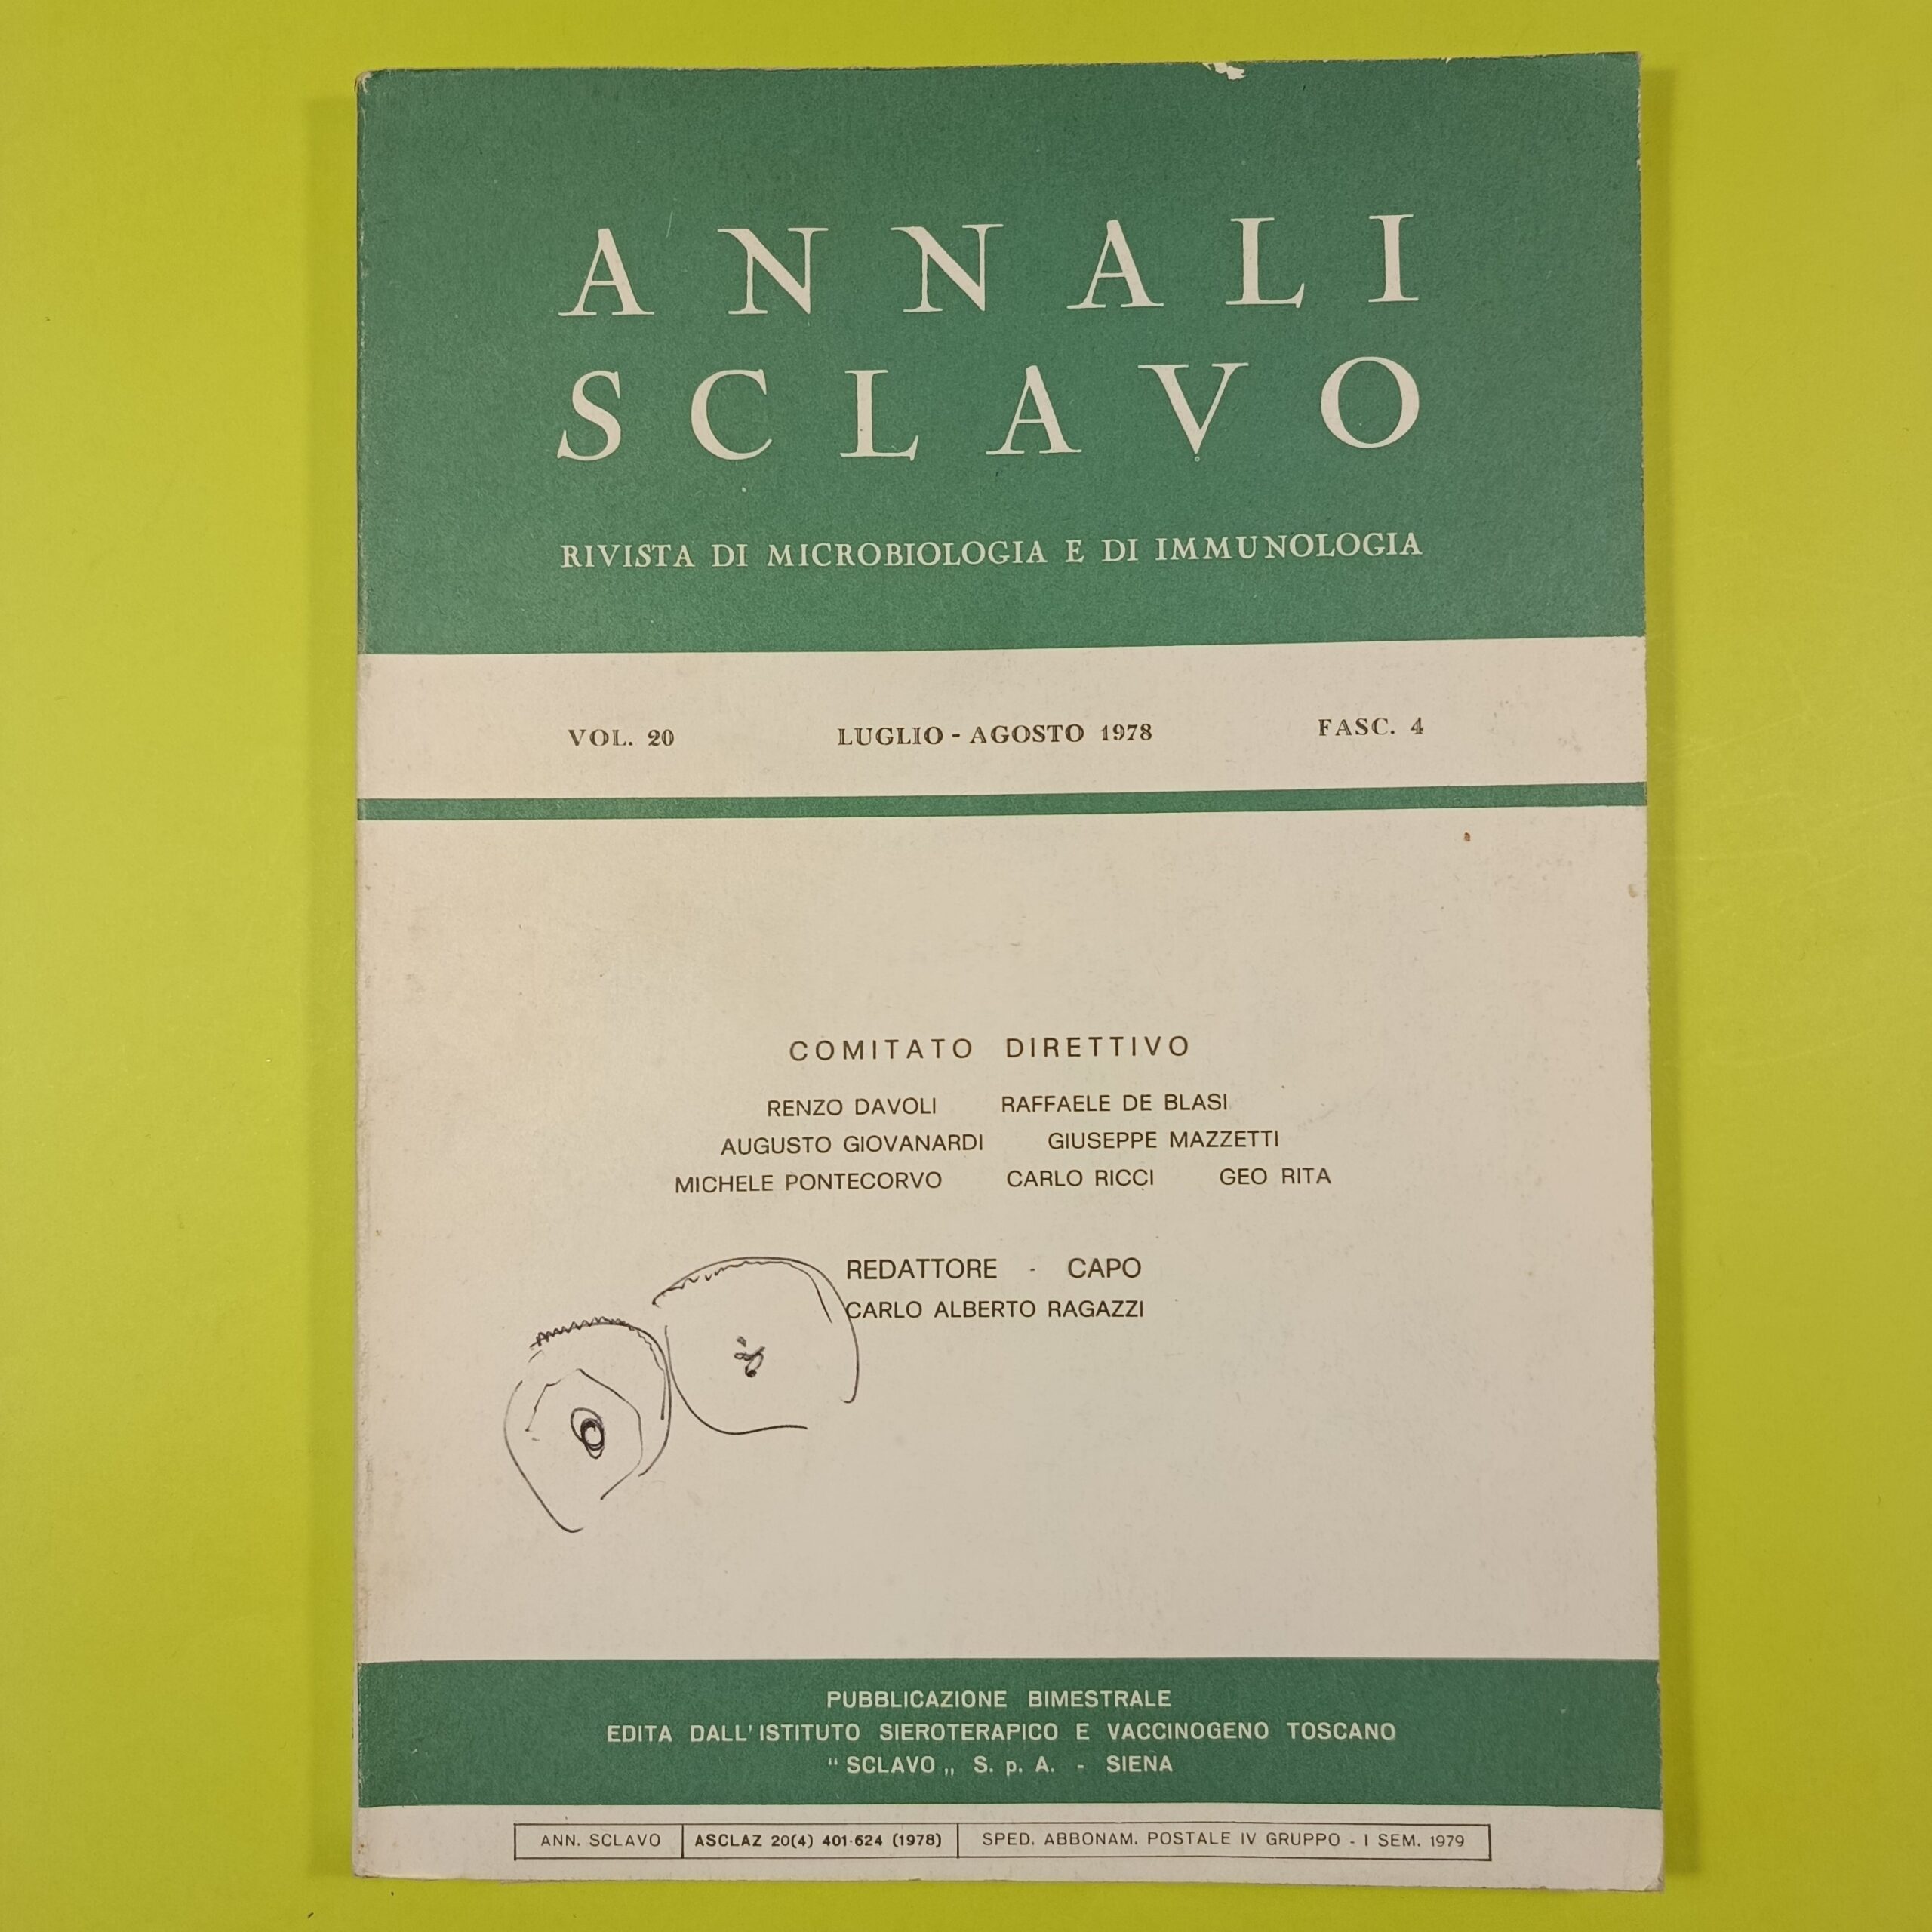 ANNALI
SCLAVO
RIVISTA DI MICROBIOLOGIA E DI IMMUNOLOGIA
VOL. 20 LUGLIO - AGOSTO 1978 FASC. 4
COMITATO DIRETTIVO
RENZO DAVOLI RAFFAELE DE BLASI
AUGUSTO GIOVANARDI GIUSEPPE MAZZETTI
MICHELE PONTECORVO CARLO RICCI GEO RITA
REDATTORE - CAPO
CARLO ALBERTO RAGAZZI
PUBBLICAZIONE BIMESTRALE
EDITA DALL'ISTITUTO SIEROTERAPICO E VACCINOGENO TOSCANO
“ SCLAVO „ S. p. A. - SIENA
ANN. SCLAVO ASCLAZ 20(4) 401-624 (1978) SPED. ABBONAM. POSTALE IV GRUPPO - I SEM. 1979